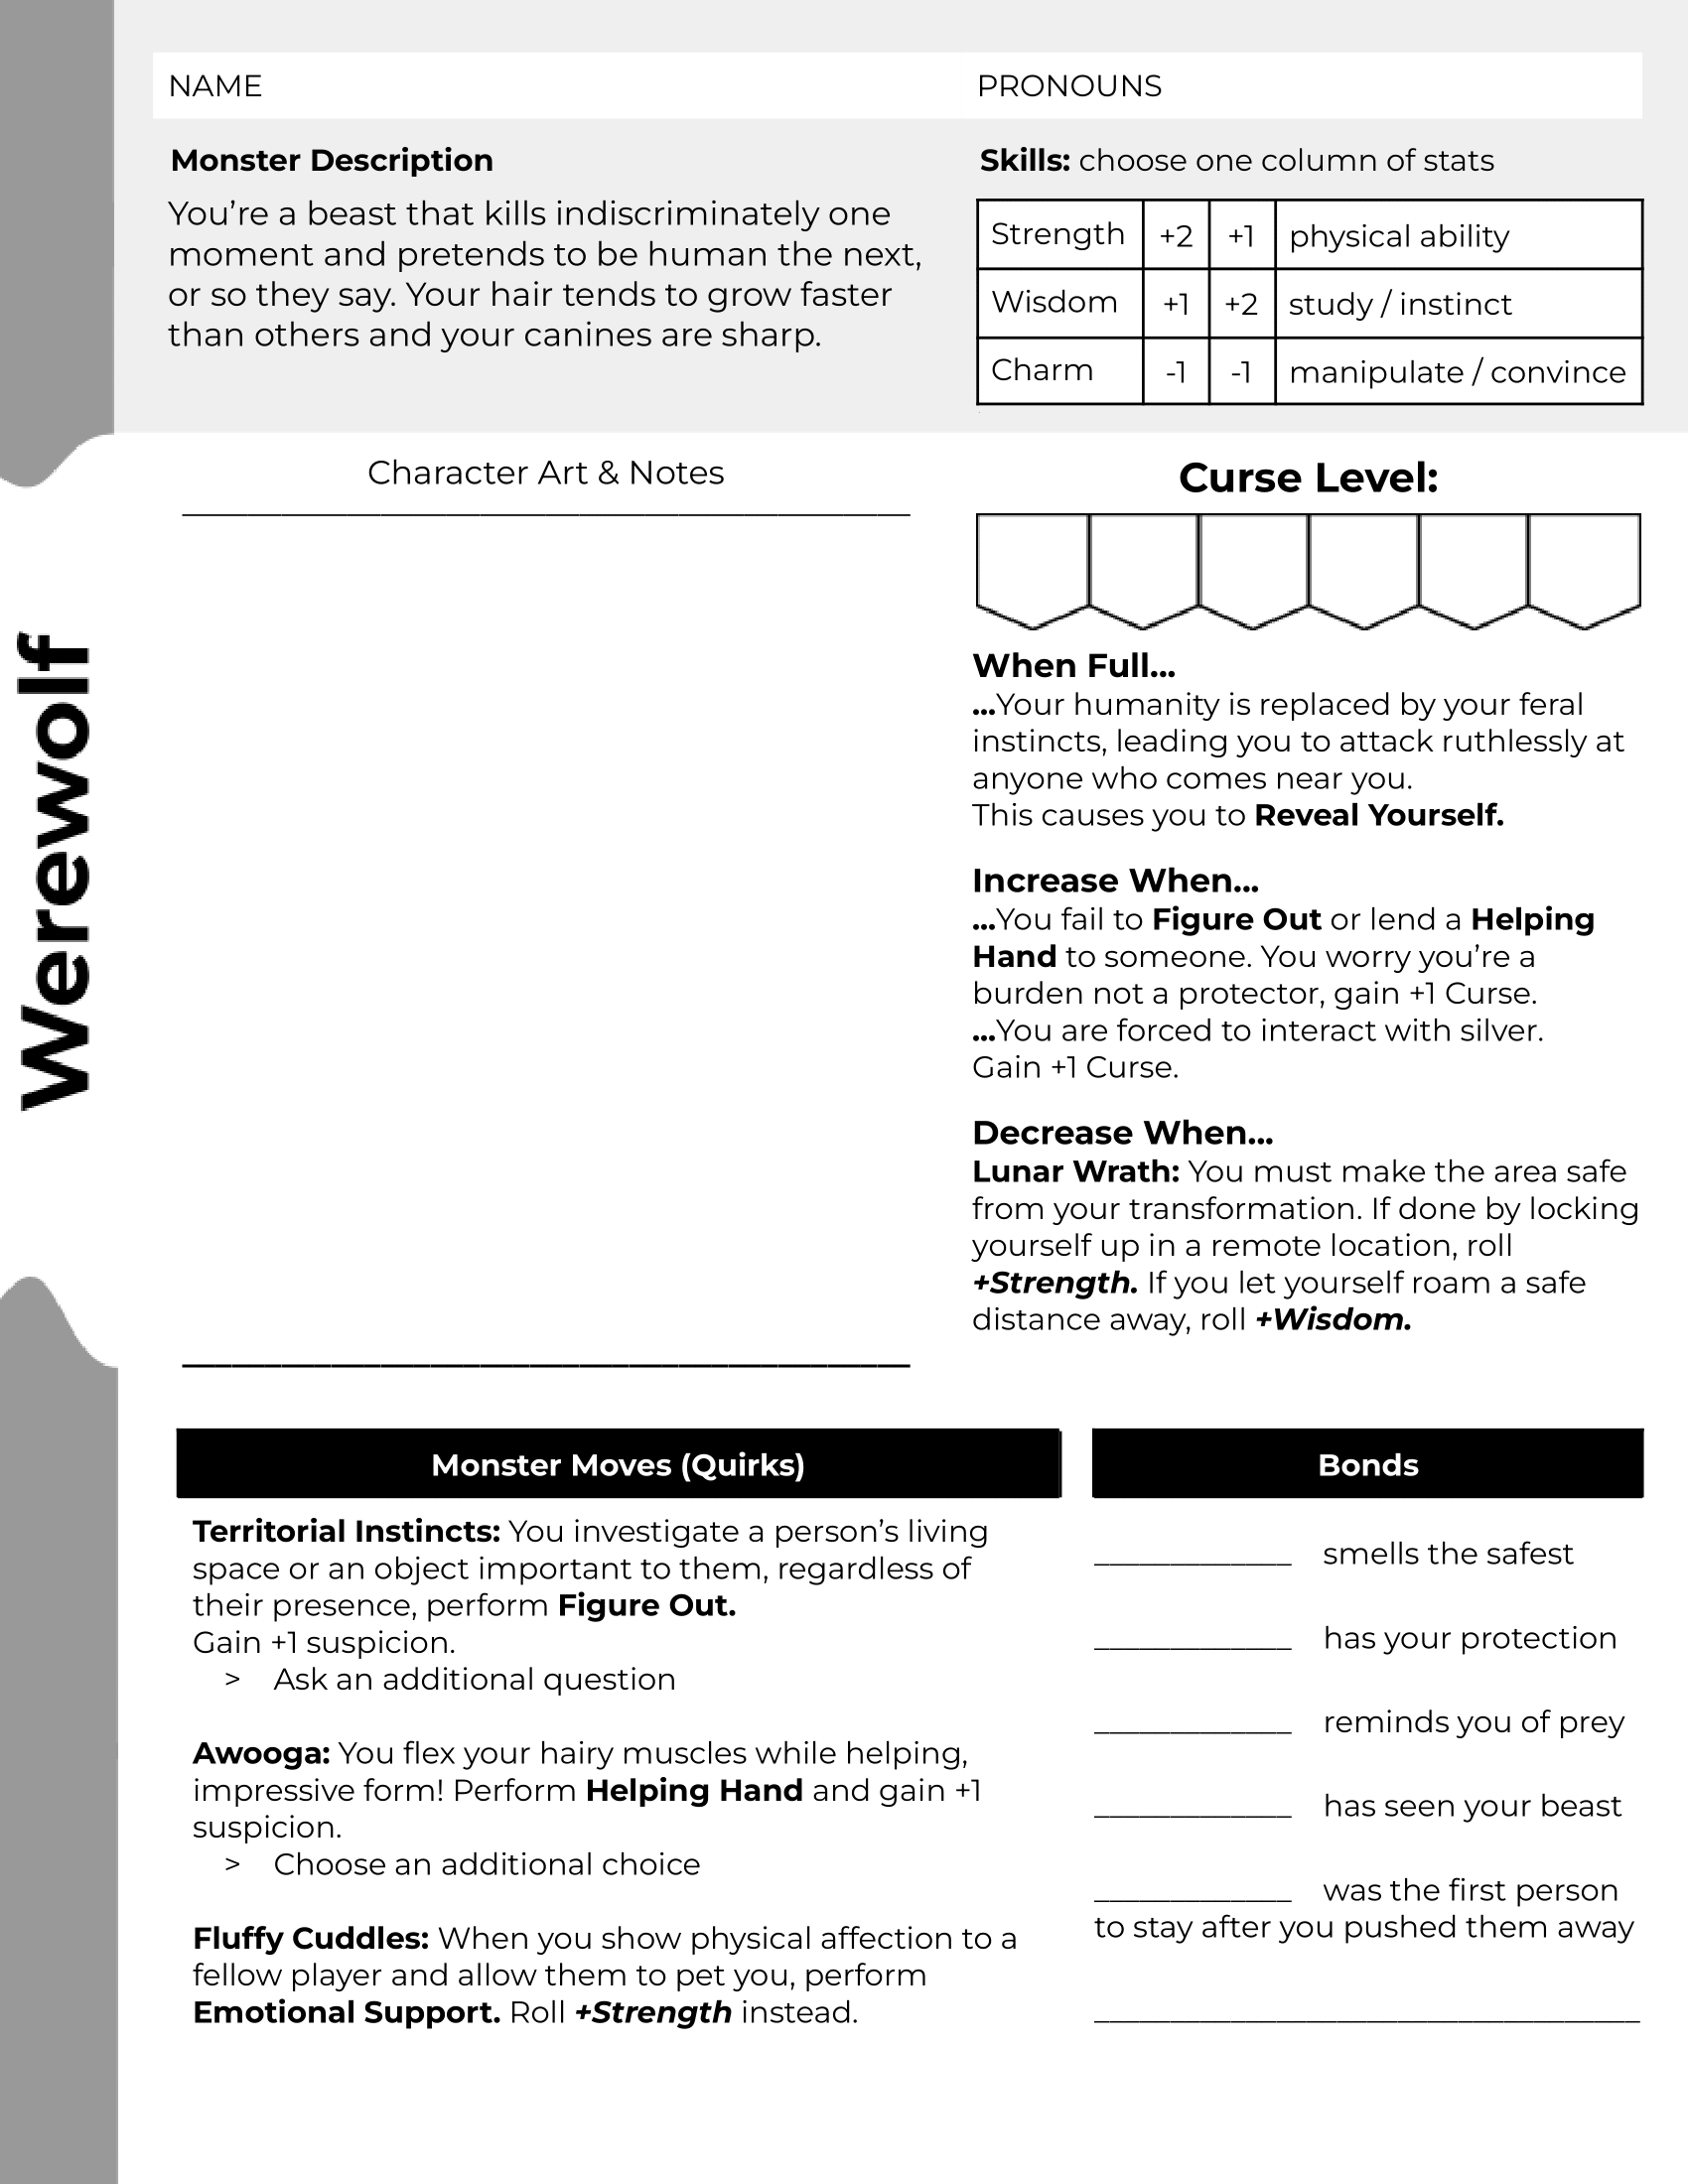 Werewolf
NAME
PRONOUNS
Monster Description
You’re a beast that kills indiscriminately one
moment and pretends to be human the next,
or so they say. Your hair tends to grow faster
than others and your canines are sharp.
Skills: choose one column of stats
Strength +2 +1 physical ability
Wisdom +1 +2 study / instinct
Charm -1 -1 manipulate / convince
Character Art & Notes
Curse Level:
When Full...
...Your humanity is replaced by your feral
instincts, leading you to attack ruthlessly at
anyone who comes near you.
This causes you to Reveal Yourself.
Increase When...
...You fail to Figure Out or lend a Helping
Hand to someone. You worry you’re a
burden not a protector, gain +1 Curse.
...You are forced to interact with silver.
Gain +1 Curse.
Decrease When...
Lunar Wrath: You must make the area safe
from your transformation. If done by locking
yourself up in a remote location, roll
+Strength. If you let yourself roam a safe
distance away, roll +Wisdom.
Monster Moves (Quirks)
Territorial Instincts: You investigate a person’s living
space or an object important to them, regardless of
their presence, perform Figure Out.
Gain +1 suspicion.
> Ask an additional question
Awooga: You flex your hairy muscles while helping,
impressive form! Perform Helping Hand and gain +1
suspicion.
> Choose an additional choice
Fluffy Cuddles: When you show physical affection to a
fellow player and allow them to pet you, perform
Emotional Support. Roll +Strength instead.
Bonds
_____________ smells the safest
_____________ has your protection
_____________ reminds you of prey
_____________ has seen your beast
_____________ was the first person
to stay after you pushed them away
____________________________________